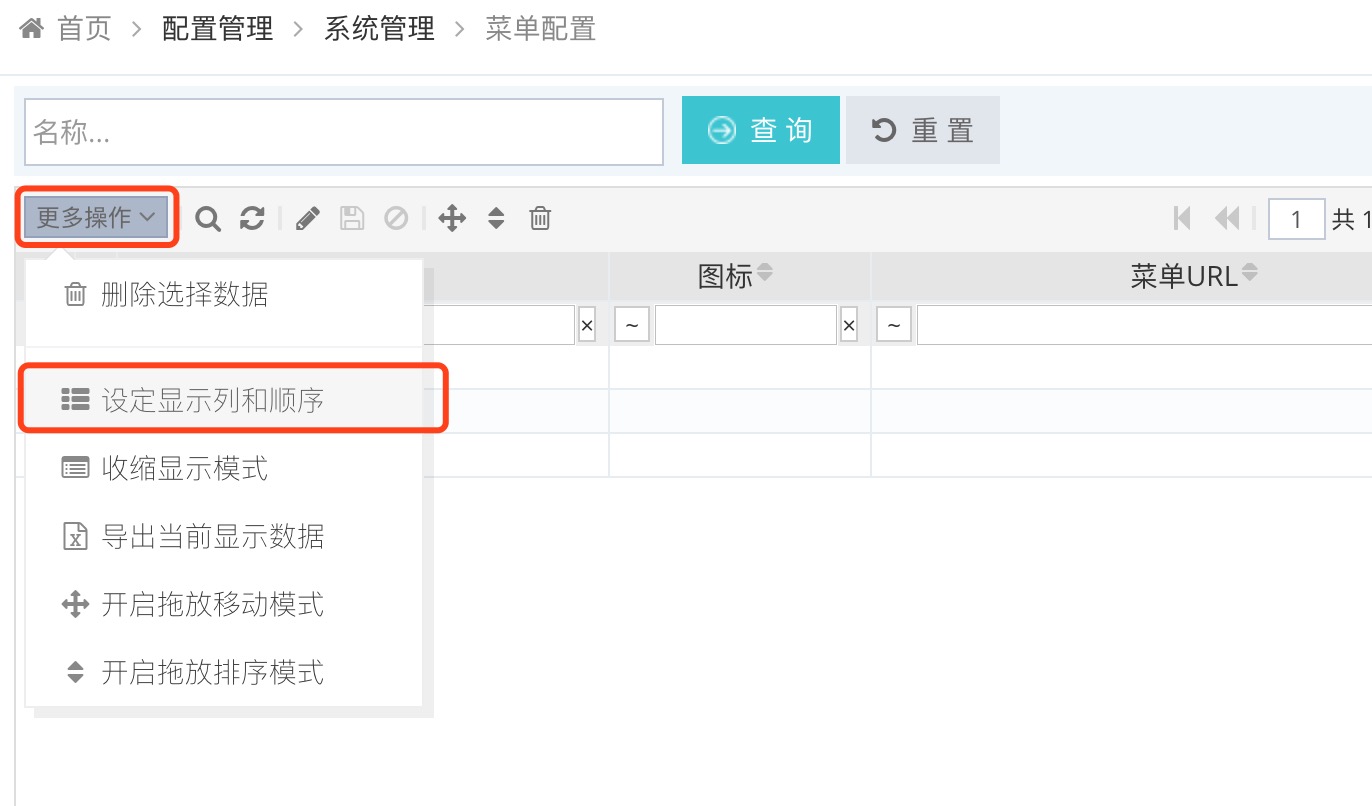 首页 > 配置管理 > 系统管理 > 菜单配置
名称...
查 询
重 置
更多操作
1 共 1
图标 菜单URL
× ~ × ~
删除选择数据
设定显示列和顺序
收缩显示模式
导出当前显示数据
开启拖放移动模式
开启拖放排序模式